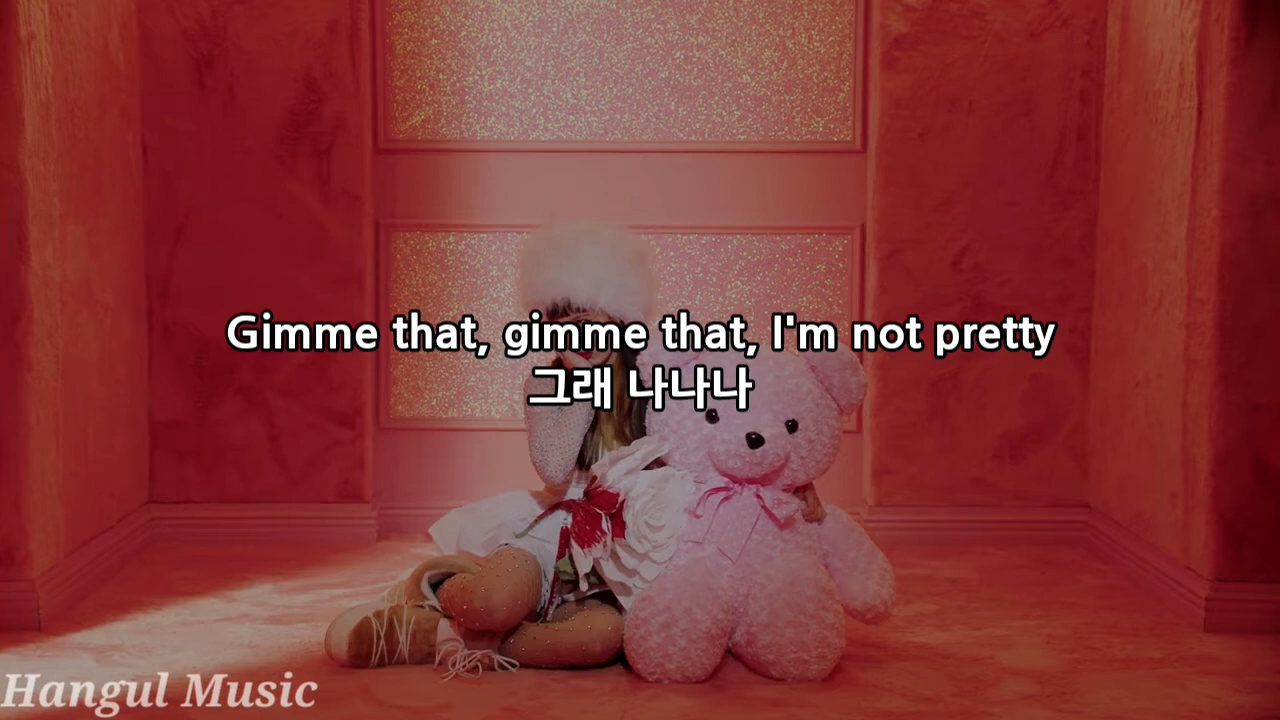 Gimme that, gimme that, I'm not pretty
그래 나나나
Hangul Music